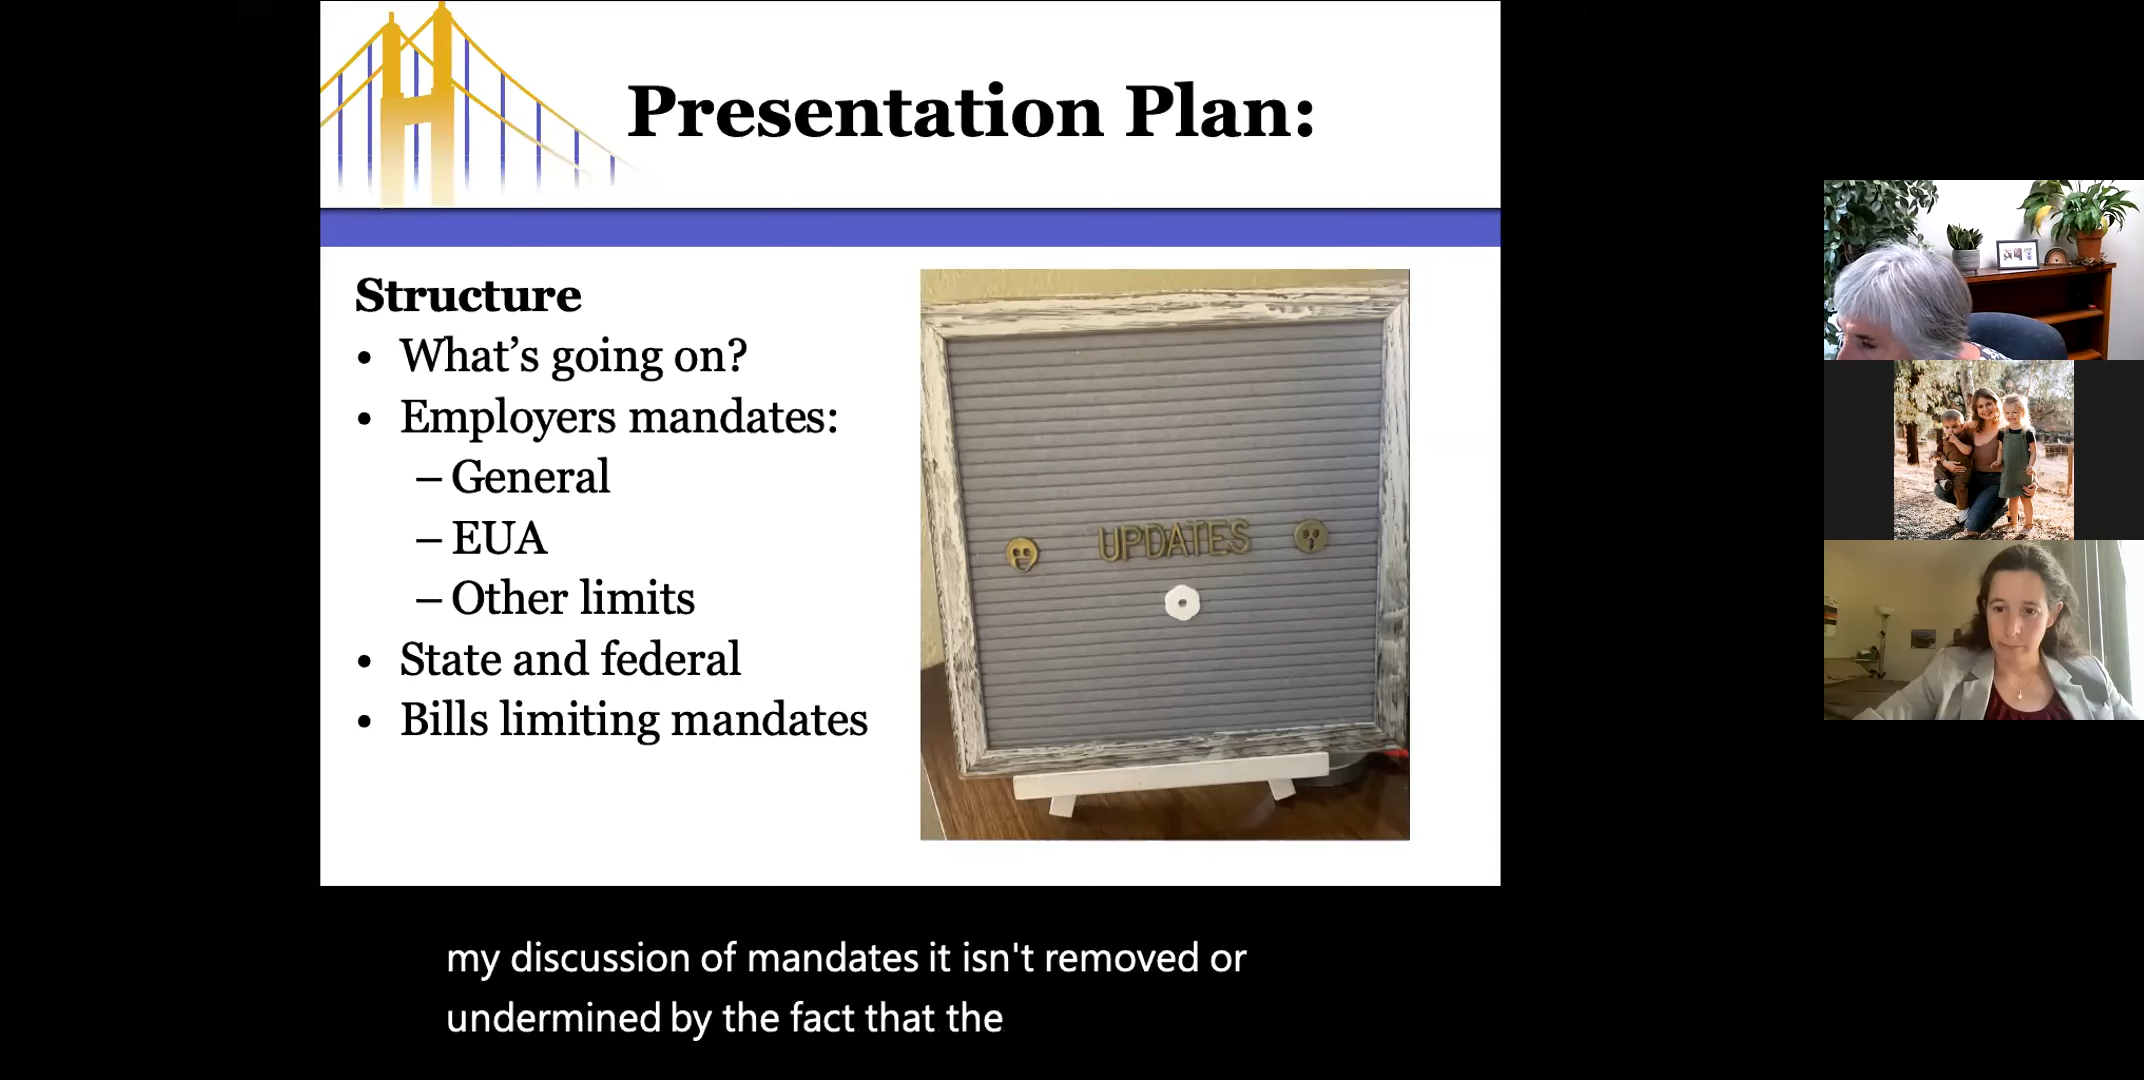 Presentation Plan:
Structure
• What's going on?
• Employers mandates:
– General
– EUA
– Other limits
• State and federal
• Bills limiting mandates
UPDATES
my discussion of mandates it isn't removed or
undermined by the fact that the